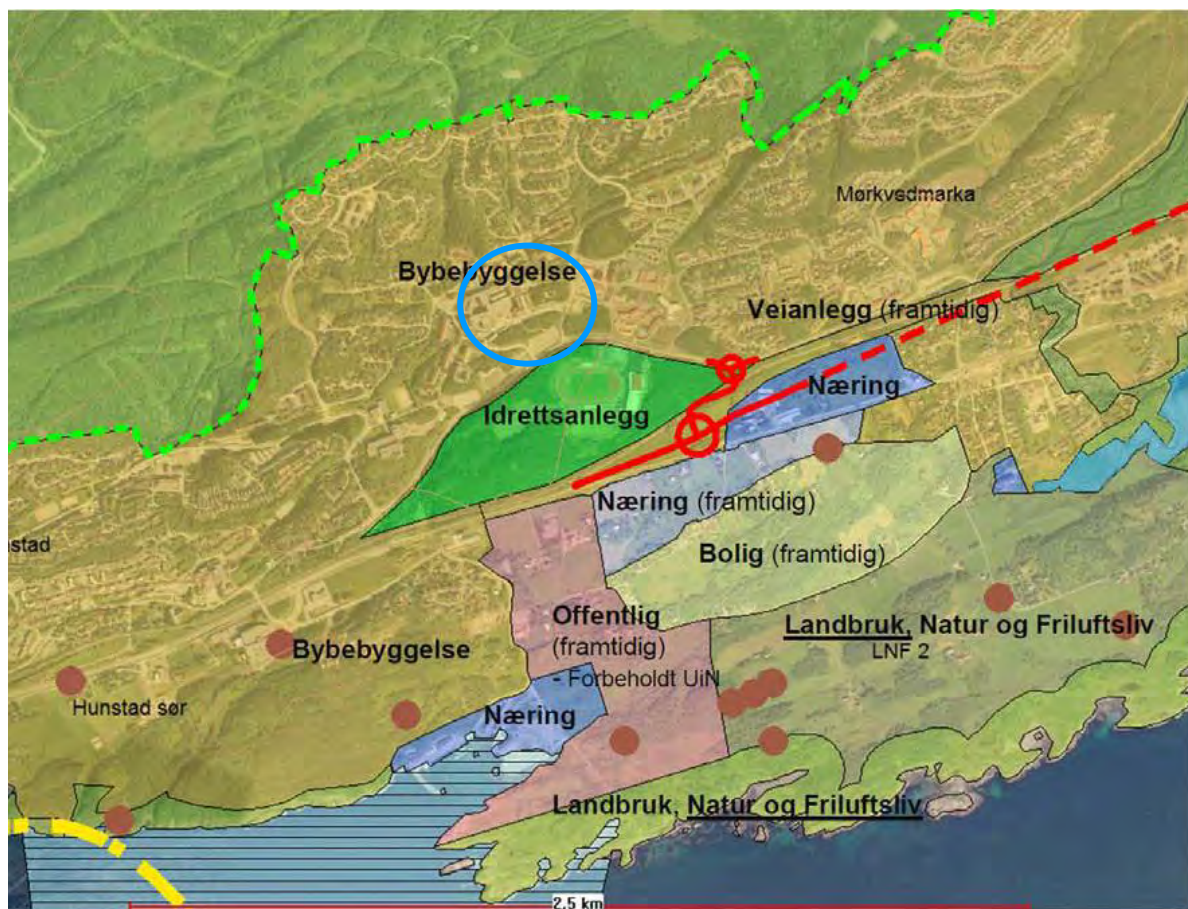 Mørkvedmarka
Bybebyggelse
Veianlegg (framtidig)
Næring
Idrettsanlegg
Næring (framtidig)
nstad
Bolig (framtidig)
Offentlig
(framtidig)
- Forbeholdt UiN
Landbruk, Natur og Friluftsliv
LNF 2
Bybebyggelse
Hunstad sør
Næring
Landbruk, Natur og Friluftsliv
2.5 km